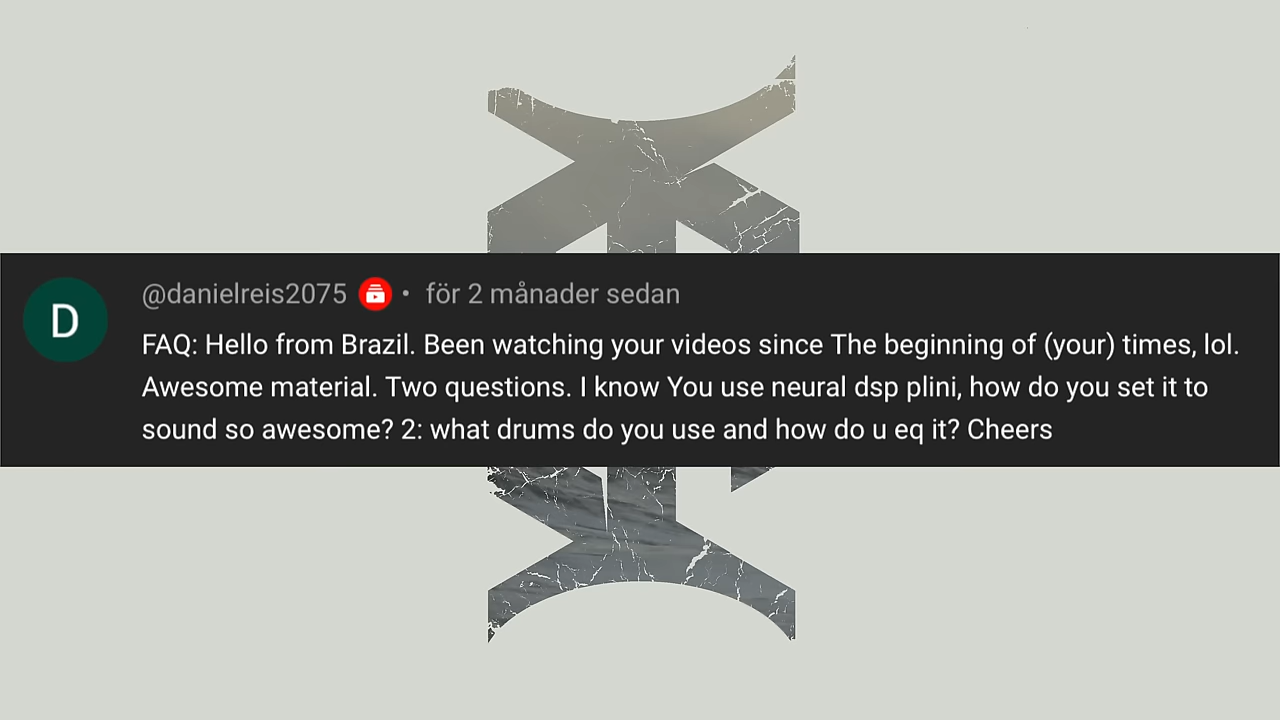 D
@danielreis2075 • för 2 månader sedan
FAQ: Hello from Brazil. Been watching your videos since The beginning of (your) times, lol.
Awesome material. Two questions. I know You use neural dsp plini, how do you set it to
sound so awesome? 2: what drums do you use and how do u eq it? Cheers